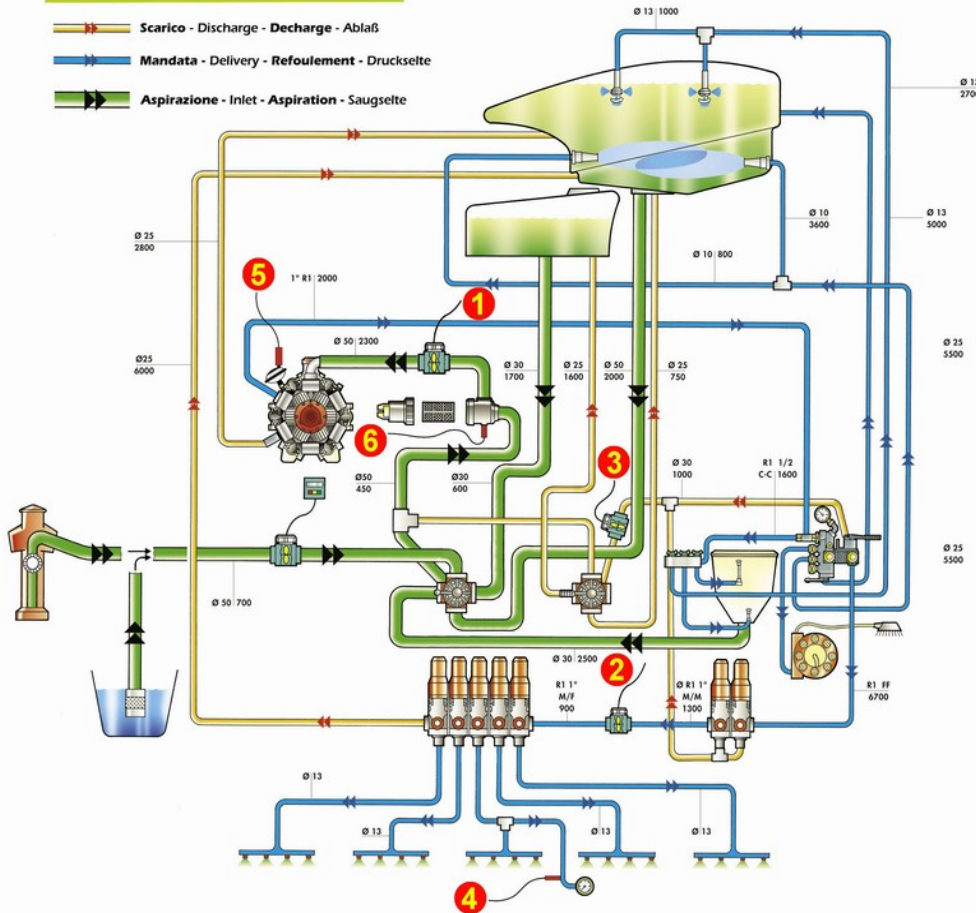 Scarico - Discharge - Decharge - Ablaß
Mandata - Delivery - Refoulement - Druckselte
Aspirazione - Inlet - Aspiration - Saugselte
Ø 13 | 1000
2700
Ø 25
2800
Ø 10
3600
Ø 13
5000
Ø 10 | 800
5
1" R1 | 2000
1
Ø 50 | 2300
Ø25
6000
Ø 30
1700
Ø 25
1600
Ø 50
2000
Ø 25
750
Ø 25
5500
6
3
Ø50
450
Ø30
600
Ø 30
1000
R1 1/2
C-C | 1600
Ø 25
5500
Ø 50 | 700
Ø 30 | 2500
2
R1 1"
M/F
900
Ø R1 1"
M/M
1300
R1 FF
6700
Ø 13
Ø 13
Ø 13
Ø 13
4